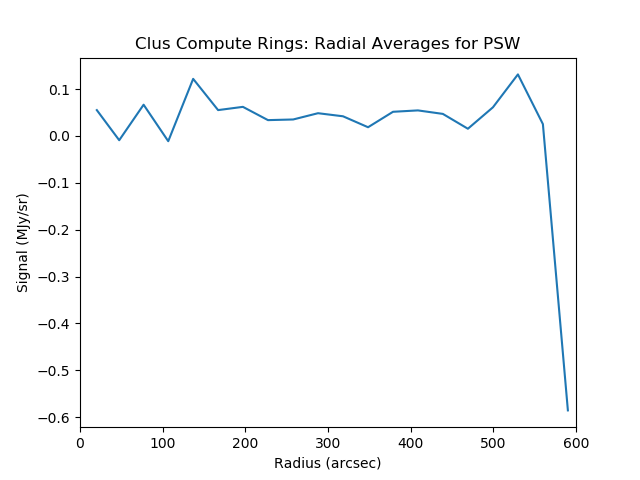 Clus Compute Rings: Radial Averages for PSW
Signal (MJy/sr)
0.1
0.0
−0.1
−0.2
−0.3
−0.4
−0.5
−0.6
0 100 200 300 400 500 600
Radius (arcsec)